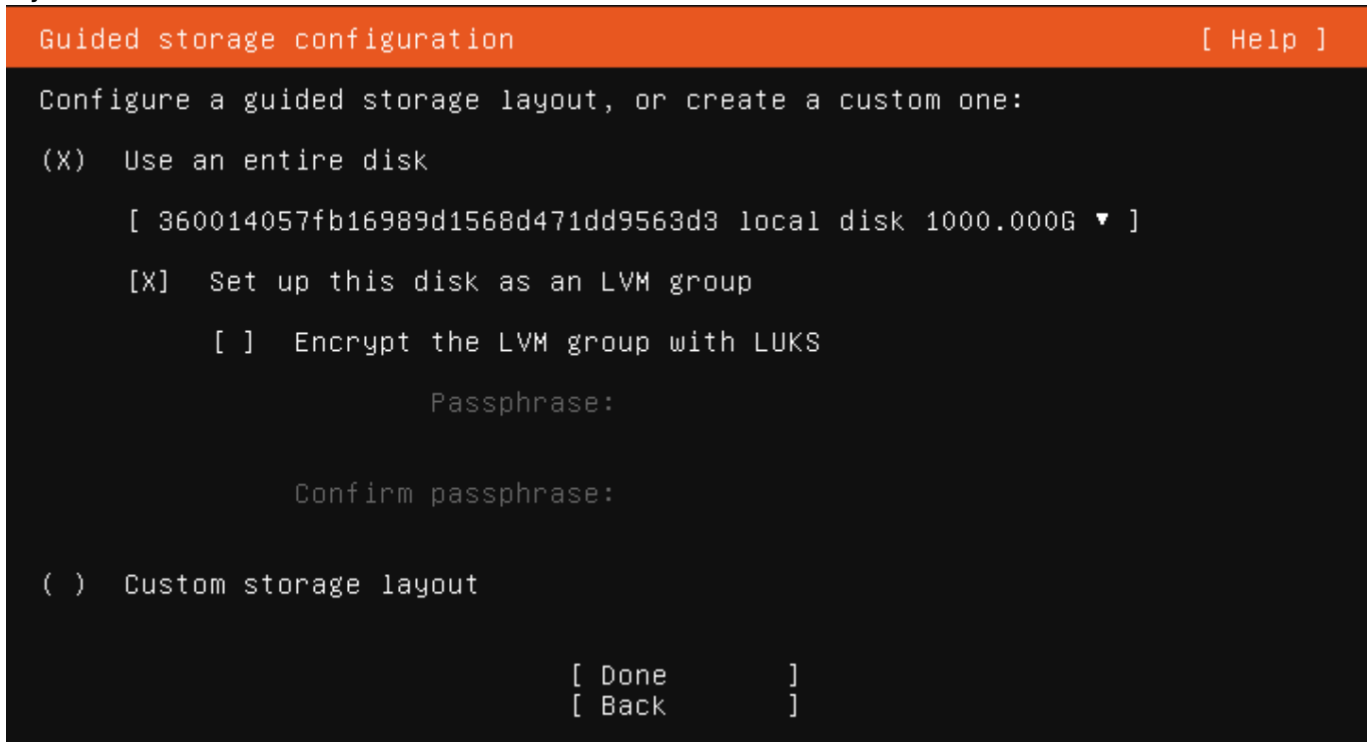 Guided storage configuration [ Help ]
Configure a guided storage layout, or create a custom one:
(X) Use an entire disk
[ 360014057fb16989d1568d471dd9563d3 local disk 1000.000G ▾ ]
[X] Set up this disk as an LVM group
[ ] Encrypt the LVM group with LUKS
Passphrase:
Confirm passphrase:
( ) Custom storage layout
[ Done ]
[ Back ]